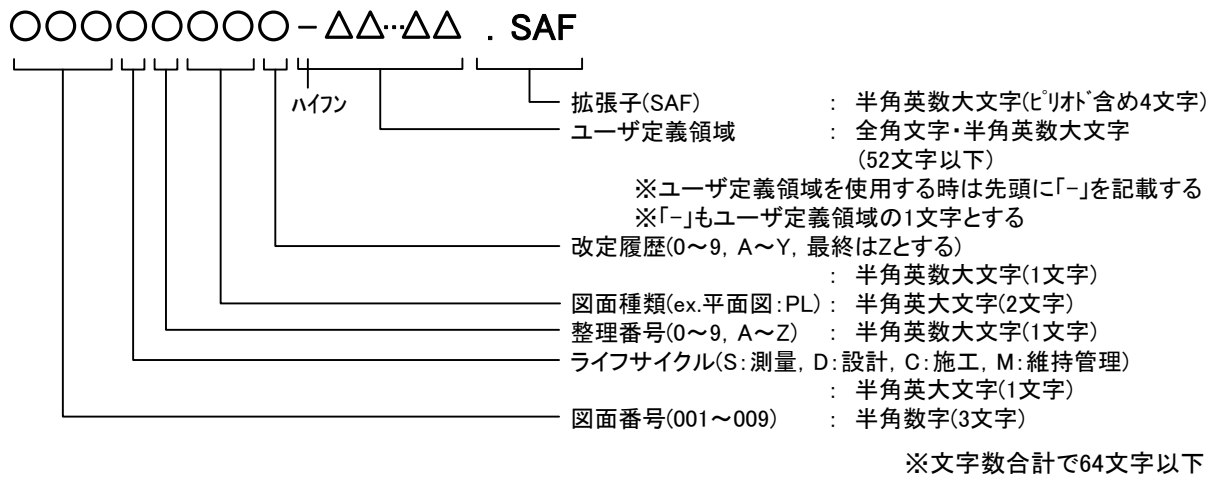 ○○○○○○○○○-△△…△△.SAF
ハイフン
拡張子(SAF) : 半角英数大文字(ピリオド含め4文字)
ユーザ定義領域 : 全角文字・半角英数大文字
(52文字以下)
※ユーザ定義領域を使用する時は先頭に「-」を記載する
※「-」もユーザ定義領域の1文字とする
改定履歴(0~9, A~Y, 最終はZとする)
: 半角英数大文字(1文字)
図面種類(ex.平面図:PL) : 半角英大文字(2文字)
整理番号(0~9, A~Z) : 半角英数大文字(1文字)
ライフサイクル(S:測量, D:設計, C:施工, M:維持管理)
: 半角英大文字(1文字)
図面番号(001~009) : 半角数字(3文字)
※文字数合計で64文字以下